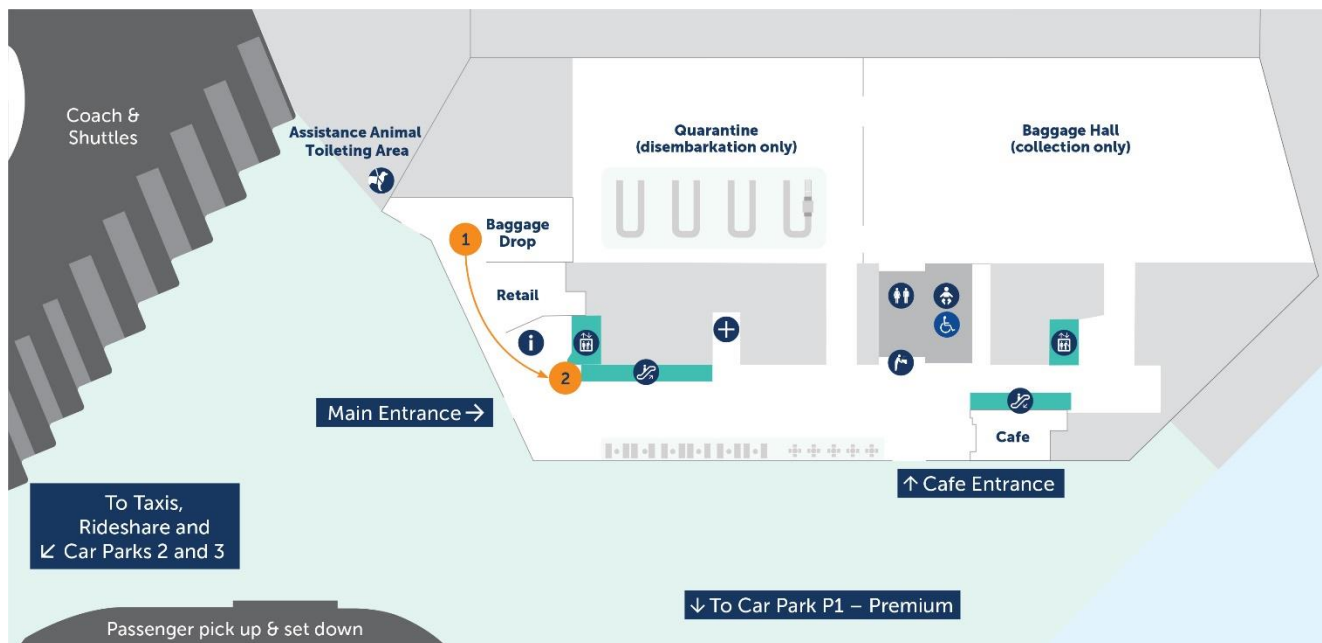 Coach &
Shuttles
Assistance Animal
Toileting Area
Quarantine
(disembarkation only)
Baggage Hall
(collection only)
1
Baggage
Drop
Retail
i
2
Main Entrance →
Cafe
↑ Cafe Entrance
To Taxis,
Rideshare and
↙ Car Parks 2 and 3
↓ To Car Park P1 – Premium
Passenger pick up & set down